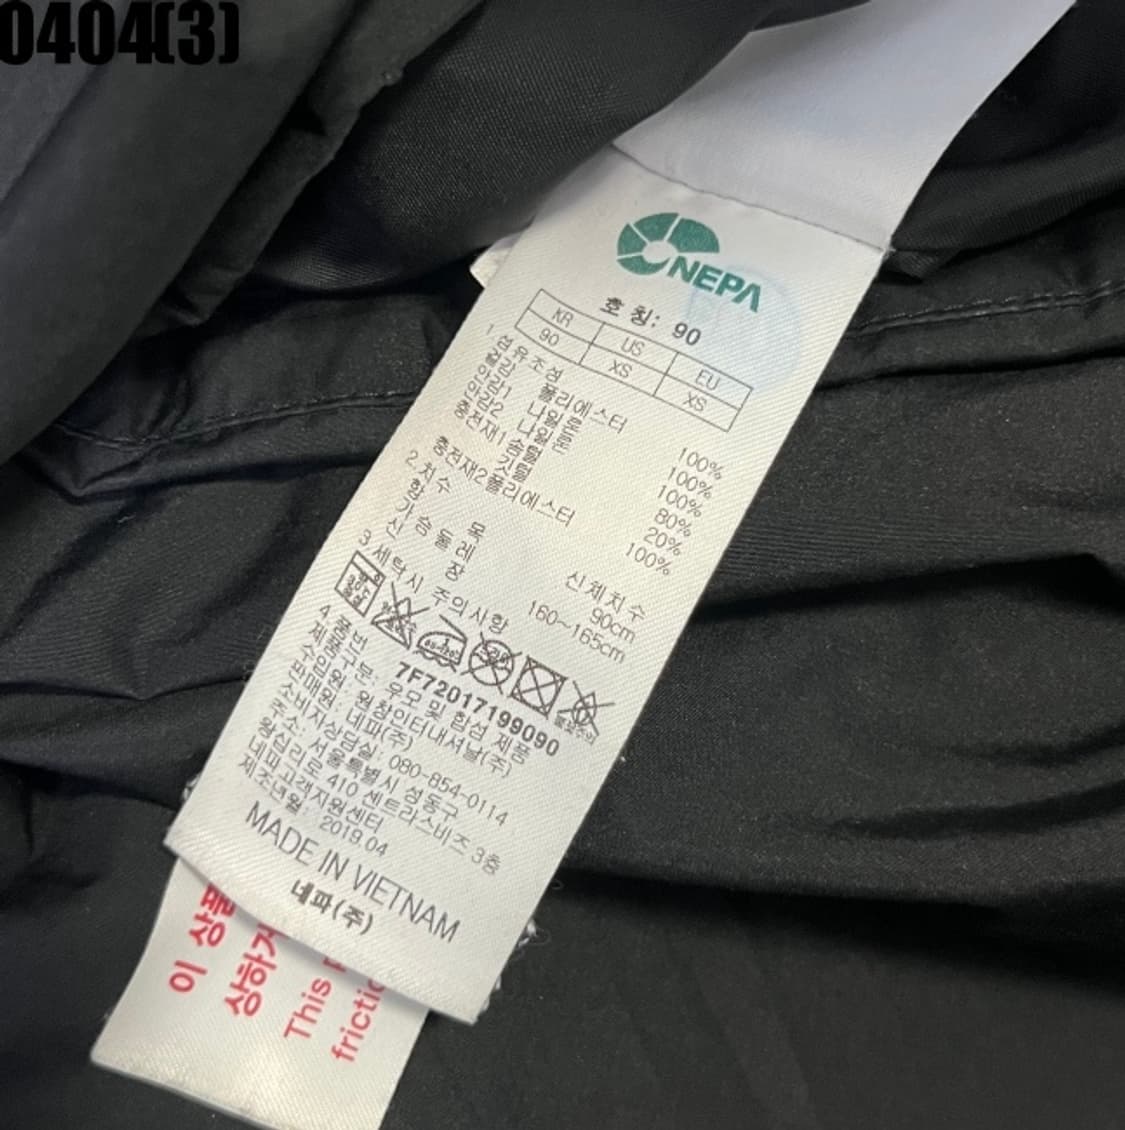 0404(3)
NEPA
호 칭: 90
KR US EU
90 XS XS
1. 섬유조성
겉감 폴리에스터 100%
안감1 나일론 100%
안감2 나일론 100%
충전재1 솜털 80%
깃털 20%
충전재2 폴리에스터 100%
2. 치수
항 목 신체치수
가슴둘레 90cm
신 장 160~165cm
3. 세탁시 주의사항
30℃
4. 품번: 7F72017199090
제품구분: 우모 및 합섬 제품
수입원: 원창인터내셔날(주)
판매원: 네파(주)
소비자상담실: 080-854-0114
주소: 서울특별시 성동구
왕십리로 410 센트라스비즈 3층
네파고객지원센터
제조년월: 2019.04
MADE IN VIETNAM
네파(주)
이 상품
상하거
This
frictio